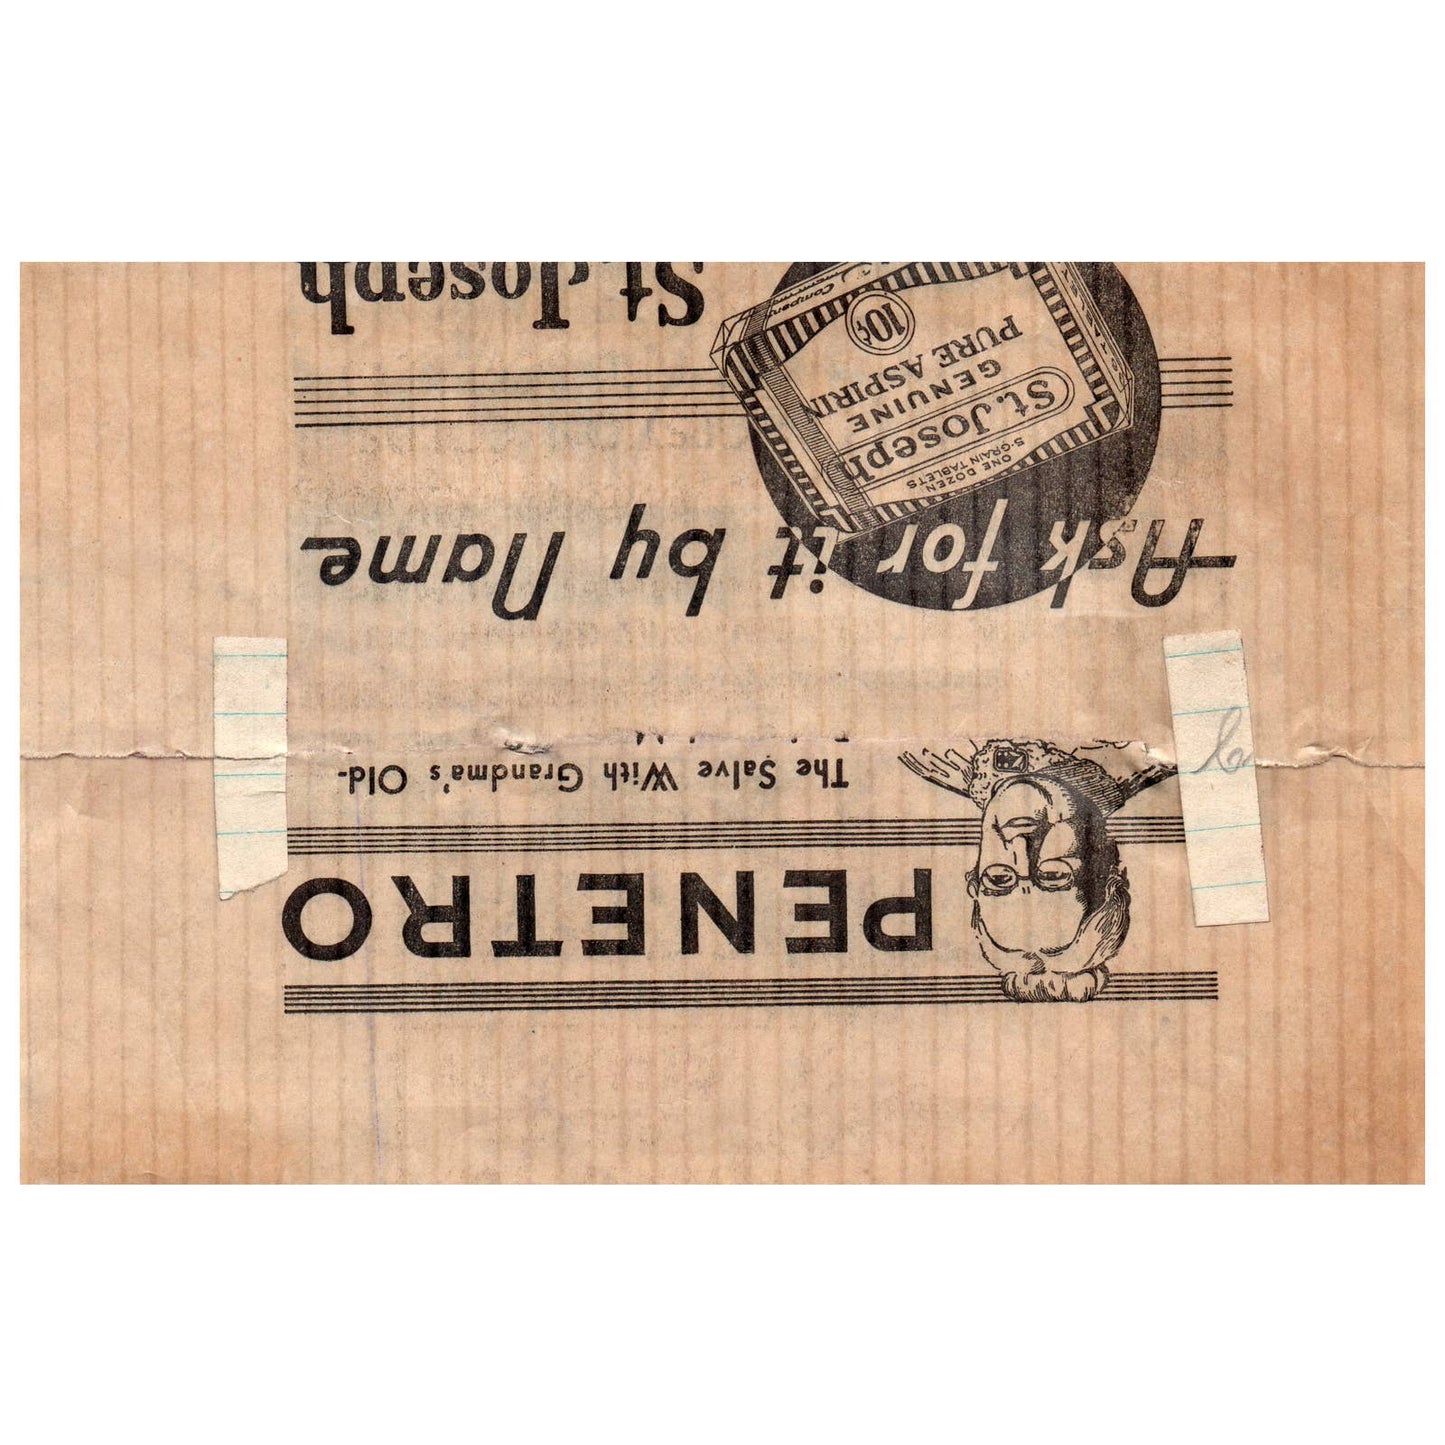 PENETRO
The Salve With Grandma's Old-
Ask for it by Name
ONE DOZEN
5-GRAIN TABLETS
St. Joseph
GENUINE
PURE ASPIRIN
10¢
Company
St. Joseph